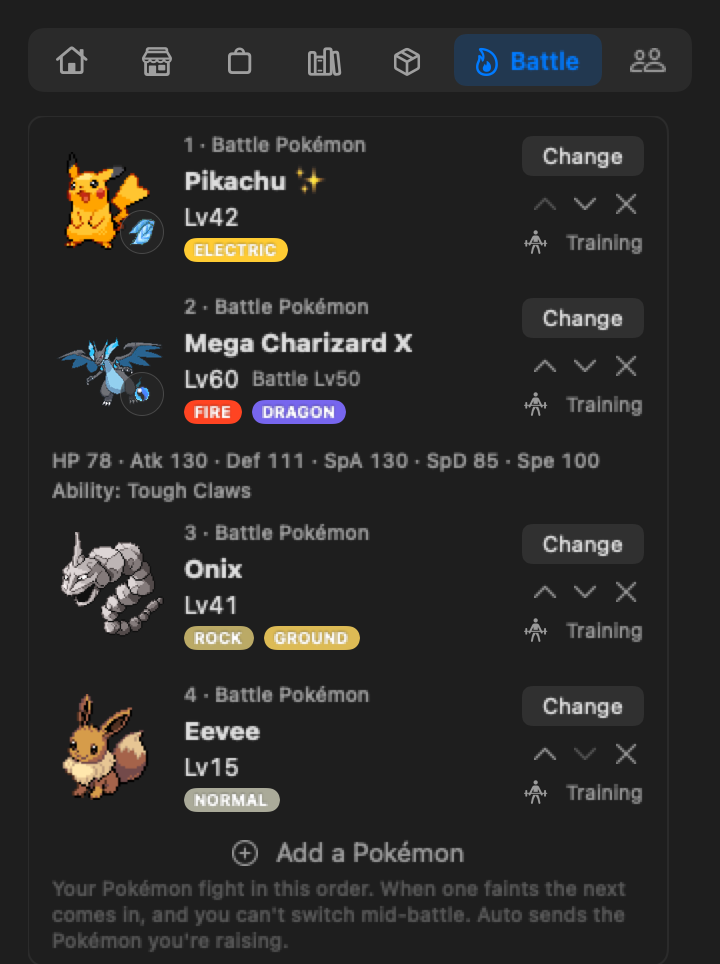 Battle
1 · Battle Pokémon
Change
Pikachu ✨
Lv42
Training
ELECTRIC
2 · Battle Pokémon
Change
Mega Charizard X
Lv60 Battle Lv50
Training
FIRE DRAGON
HP 78 · Atk 130 · Def 111 · SpA 130 · SpD 85 · Spe 100
Ability: Tough Claws
3 · Battle Pokémon
Change
Onix
Lv41
Training
ROCK GROUND
4 · Battle Pokémon
Change
Eevee
Lv15
Training
NORMAL
Add a Pokémon
Your Pokémon fight in this order. When one faints the next
comes in, and you can't switch mid-battle. Auto sends the
Pokémon you're raising.